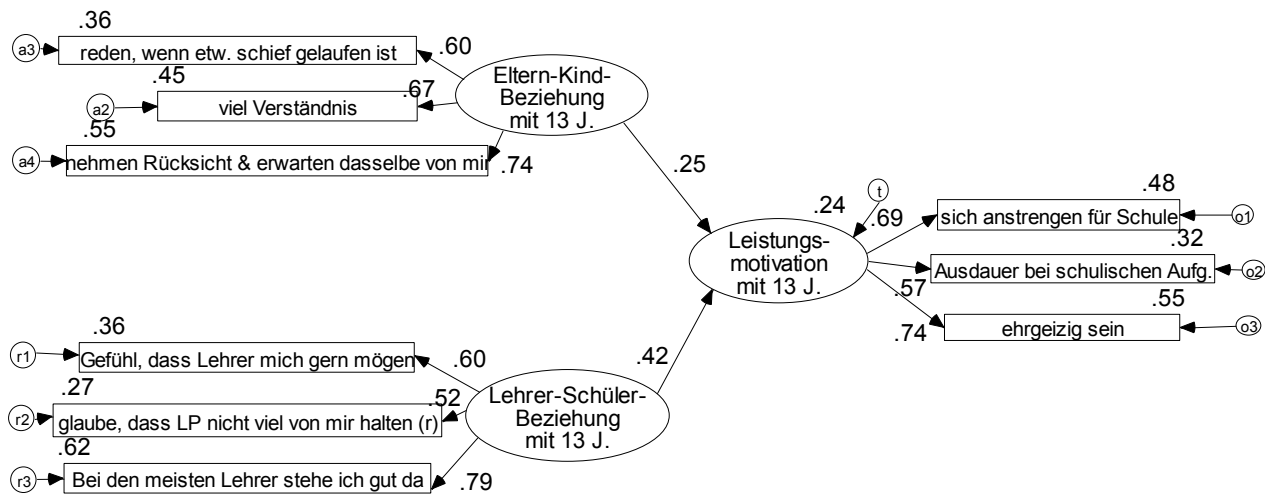 .36
a3
reden, wenn etw. schief gelaufen ist
.60
.45
a2
viel Verständnis
.67
.55
a4
nehmen Rücksicht & erwarten dasselbe von mir
.74
Eltern-Kind-
Beziehung
mit 13 J.
.25
.36
r1
Gefühl, dass Lehrer mich gern mögen
.60
.27
r2
glaube, dass LP nicht viel von mir halten (r)
.52
.62
r3
Bei den meisten Lehrer stehe ich gut da
.79
Lehrer-Schüler-
Beziehung
mit 13 J.
.42
.24
t
Leistungs-
motivation
mit 13 J.
.69
.48
sich anstrengen für Schule
o1
.57
.32
Ausdauer bei schulischen Aufg.
o2
.74
.55
ehrgeizig sein
o3